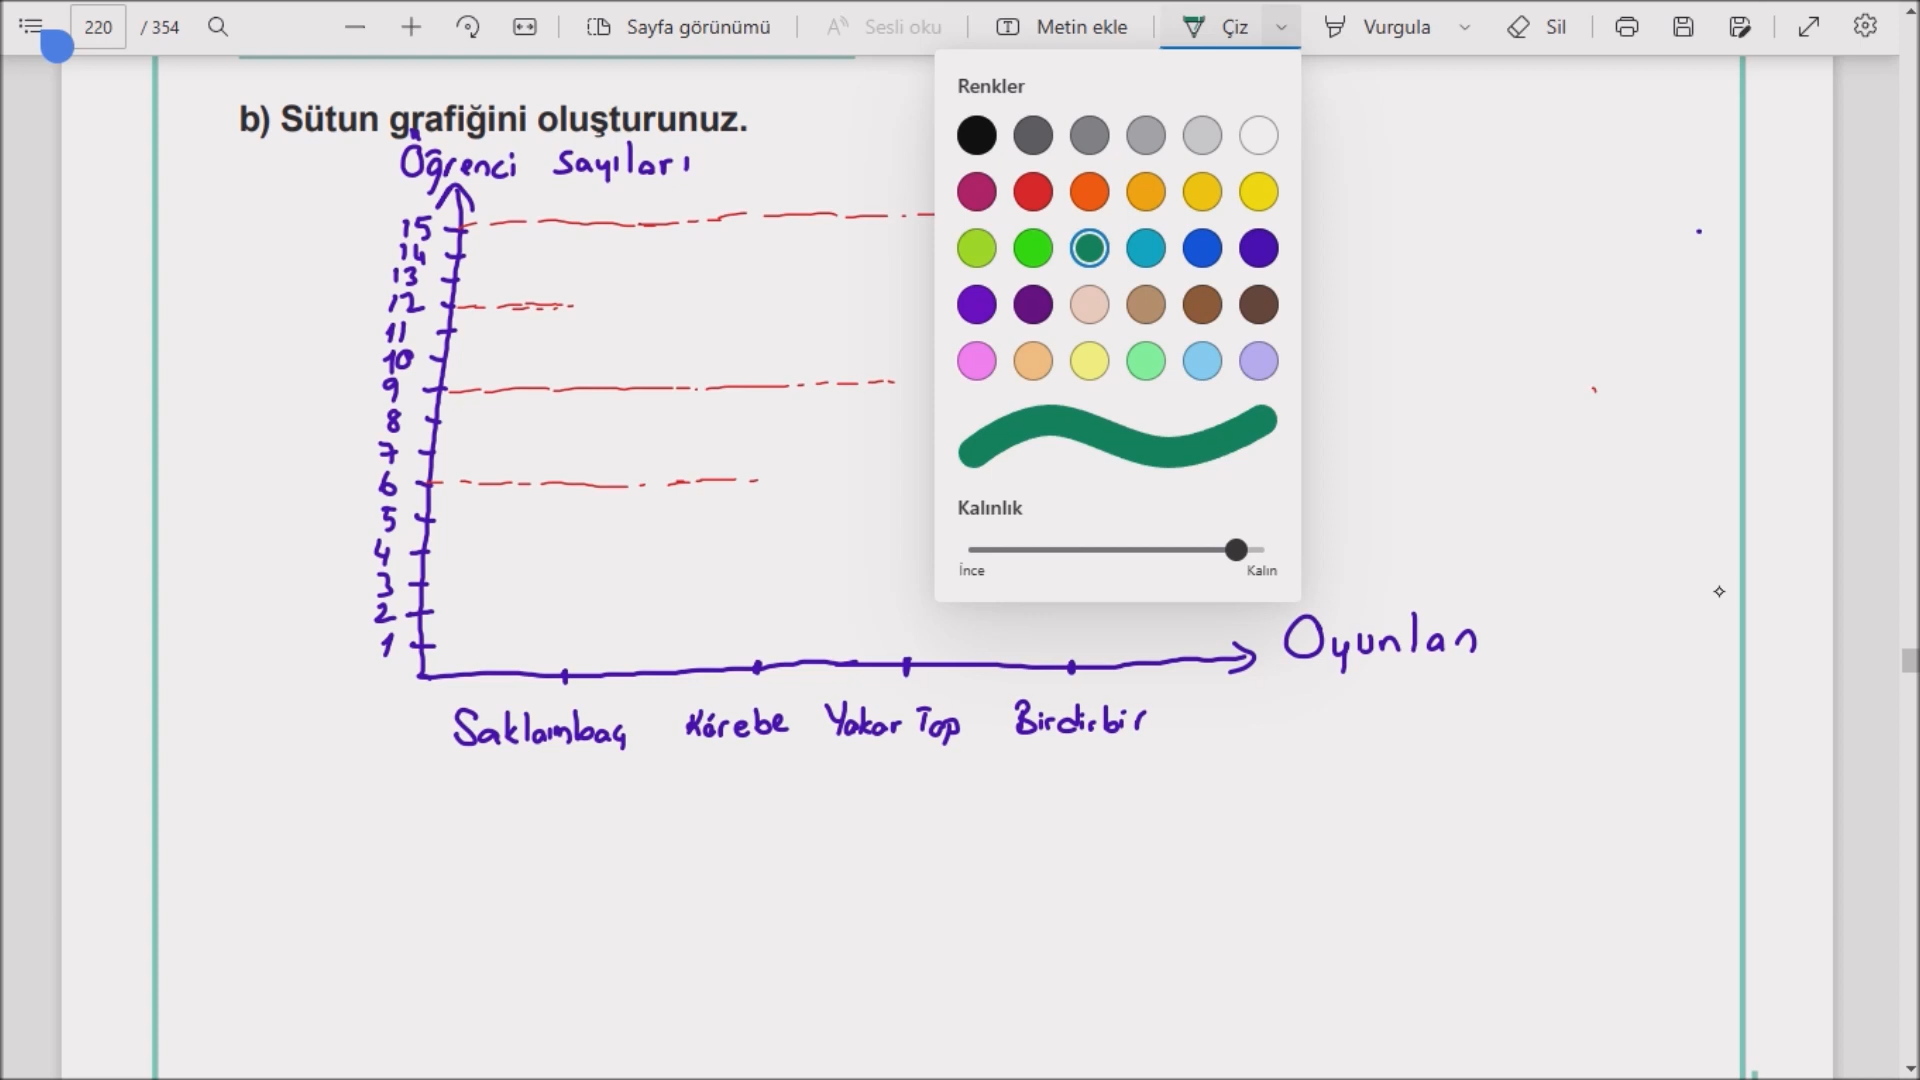 220 / 354 Sayfa görünümü Sesli oku Metin ekle Çiz Vurgula Sil
Renkler
Kalınlık
İnce Kalın
b) Sütun grafiğini oluşturunuz.
Öğrenci Sayıları
15
14
13
12
11
10
9
8
7
6
5
4
3
2
1
Oyunları
Saklambaç Körebe Yakar Top Birdirbir